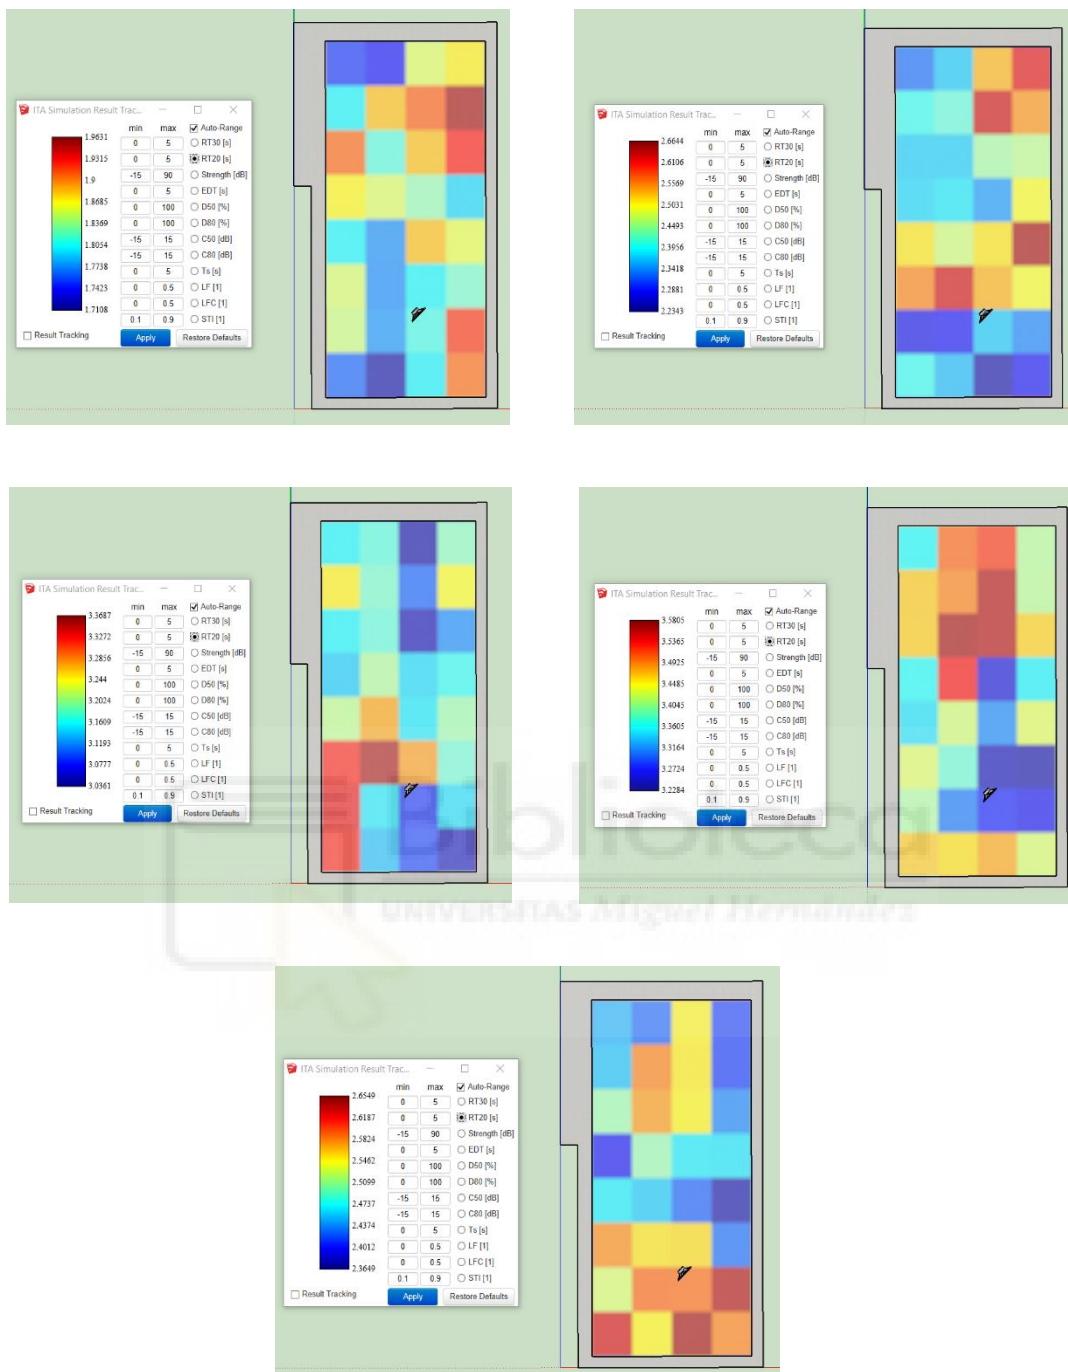 ITA Simulation Result Trac...
min max Auto-Range
1.9631
1.9315
1.9
1.8685
1.8369
1.8054
1.7738
1.7423
1.7108
0 5 RT30 [s]
0 5 RT20 [s]
-15 90 Strength [dB]
0 5 EDT [s]
0 100 D50 [%]
0 100 D80 [%]
-15 15 C50 [dB]
-15 15 C80 [dB]
0 5 Ts [s]
0 0.5 LF [1]
0 0.5 LFC [1]
0.1 0.9 STI [1]
Result Tracking Apply Restore Defaults
ITA Simulation Result Trac...
min max Auto-Range
2.6644
2.6106
2.5569
2.5031
2.4493
2.3956
2.3418
2.2881
2.2343
0 5 RT30 [s]
0 5 RT20 [s]
-15 90 Strength [dB]
0 5 EDT [s]
0 100 D50 [%]
0 100 D80 [%]
-15 15 C50 [dB]
-15 15 C80 [dB]
0 5 Ts [s]
0 0.5 LF [1]
0 0.5 LFC [1]
0.1 0.9 STI [1]
Result Tracking Apply Restore Defaults
ITA Simulation Result Trac...
min max Auto-Range
3.3687
3.3272
3.2856
3.244
3.2024
3.1609
3.1193
3.0777
3.0361
0 5 RT30 [s]
0 5 RT20 [s]
-15 90 Strength [dB]
0 5 EDT [s]
0 100 D50 [%]
0 100 D80 [%]
-15 15 C50 [dB]
-15 15 C80 [dB]
0 5 Ts [s]
0 0.5 LF [1]
0 0.5 LFC [1]
0.1 0.9 STI [1]
Result Tracking Apply Restore Defaults
ITA Simulation Result Trac...
min max Auto-Range
3.5805
3.5365
3.4925
3.4485
3.4045
3.3605
3.3164
3.2724
3.2284
0 5 RT30 [s]
0 5 RT20 [s]
-15 90 Strength [dB]
0 5 EDT [s]
0 100 D50 [%]
0 100 D80 [%]
-15 15 C50 [dB]
-15 15 C80 [dB]
0 5 Ts [s]
0 0.5 LF [1]
0 0.5 LFC [1]
0.1 0.9 STI [1]
Result Tracking Apply Restore Defaults
Biblioteca
UNIVERSITAS Miguel Hernández
ITA Simulation Result Trac...
min max Auto-Range
2.6549
2.6187
2.5824
2.5462
2.5099
2.4737
2.4374
2.4012
2.3649
0 5 RT30 [s]
0 5 RT20 [s]
-15 90 Strength [dB]
0 5 EDT [s]
0 100 D50 [%]
0 100 D80 [%]
-15 15 C50 [dB]
-15 15 C80 [dB]
0 5 Ts [s]
0 0.5 LF [1]
0 0.5 LFC [1]
0.1 0.9 STI [1]
Result Tracking Apply Restore Defaults